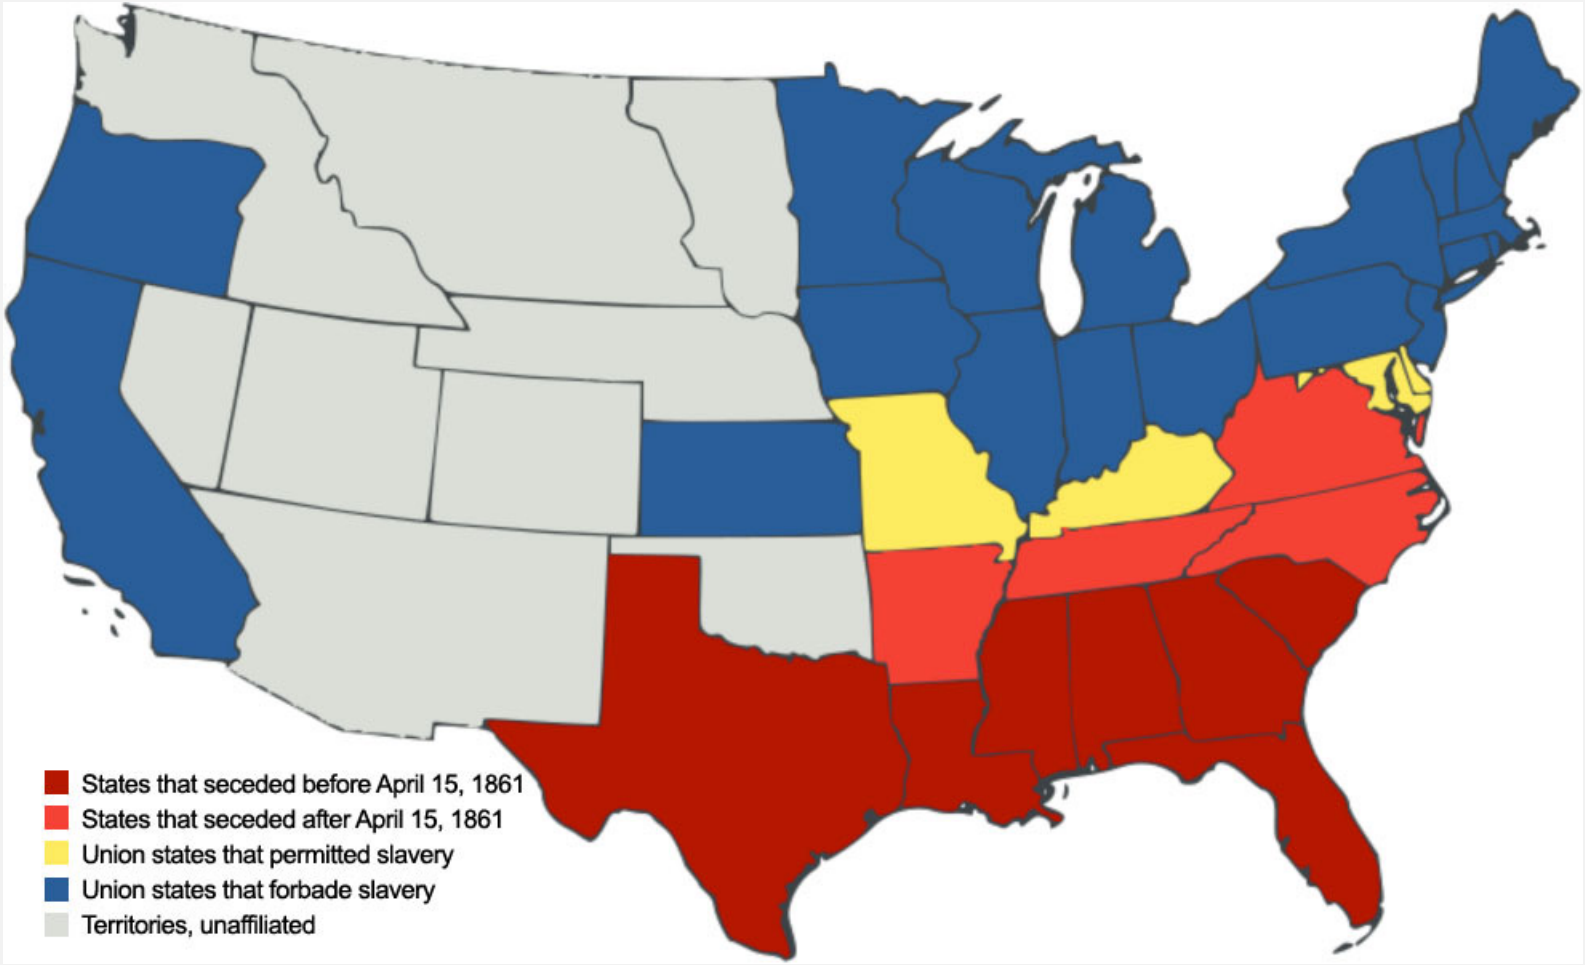 States that seceded before April 15, 1861
States that seceded after April 15, 1861
Union states that permitted slavery
Union states that forbade slavery
Territories, unaffiliated